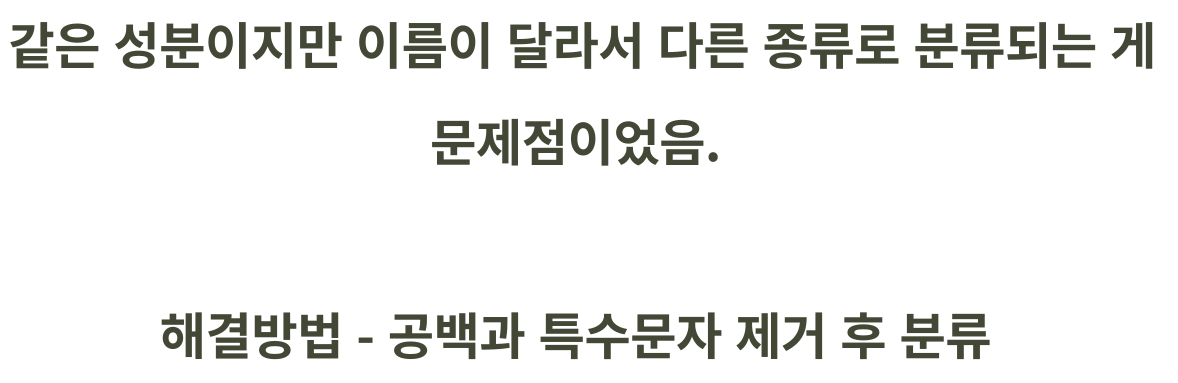 같은 성분이지만 이름이 달라서 다른 종류로 분류되는 게
문제점이었음.
해결방법 - 공백과 특수문자 제거 후 분류